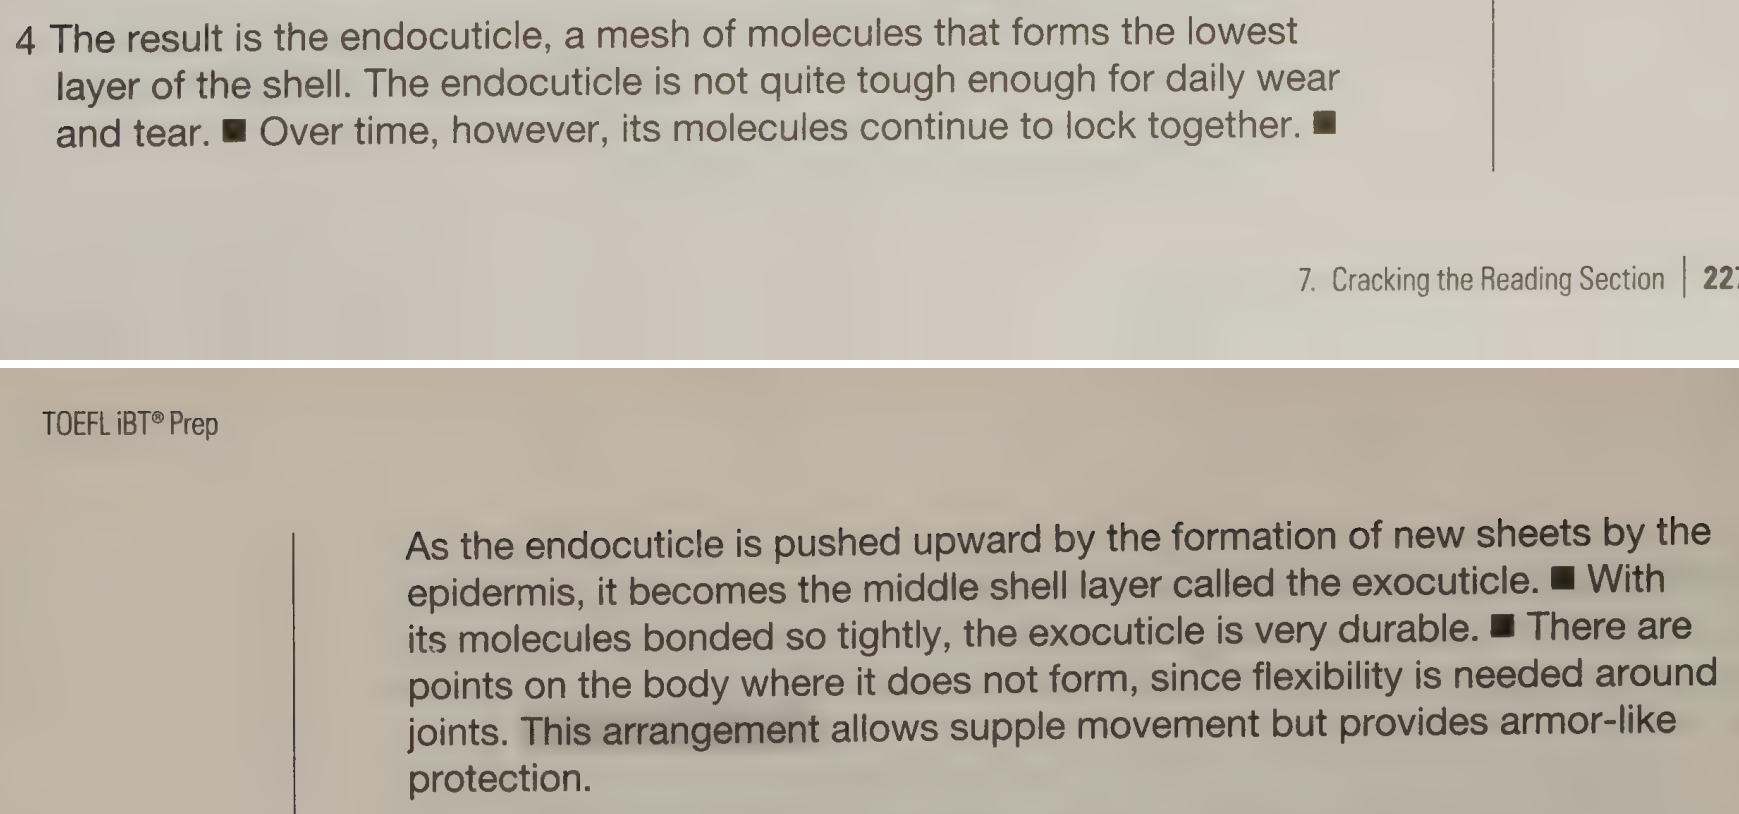 4 The result is the endocuticle, a mesh of molecules that forms the lowest
layer of the shell. The endocuticle is not quite tough enough for daily wear
and tear. ■ Over time, however, its molecules continue to lock together. ■
7. Cracking the Reading Section | 227
TOEFL iBT® Prep
As the endocuticle is pushed upward by the formation of new sheets by the
epidermis, it becomes the middle shell layer called the exocuticle. ■ With
its molecules bonded so tightly, the exocuticle is very durable. ■ There are
points on the body where it does not form, since flexibility is needed around
joints. This arrangement allows supple movement but provides armor-like
protection.